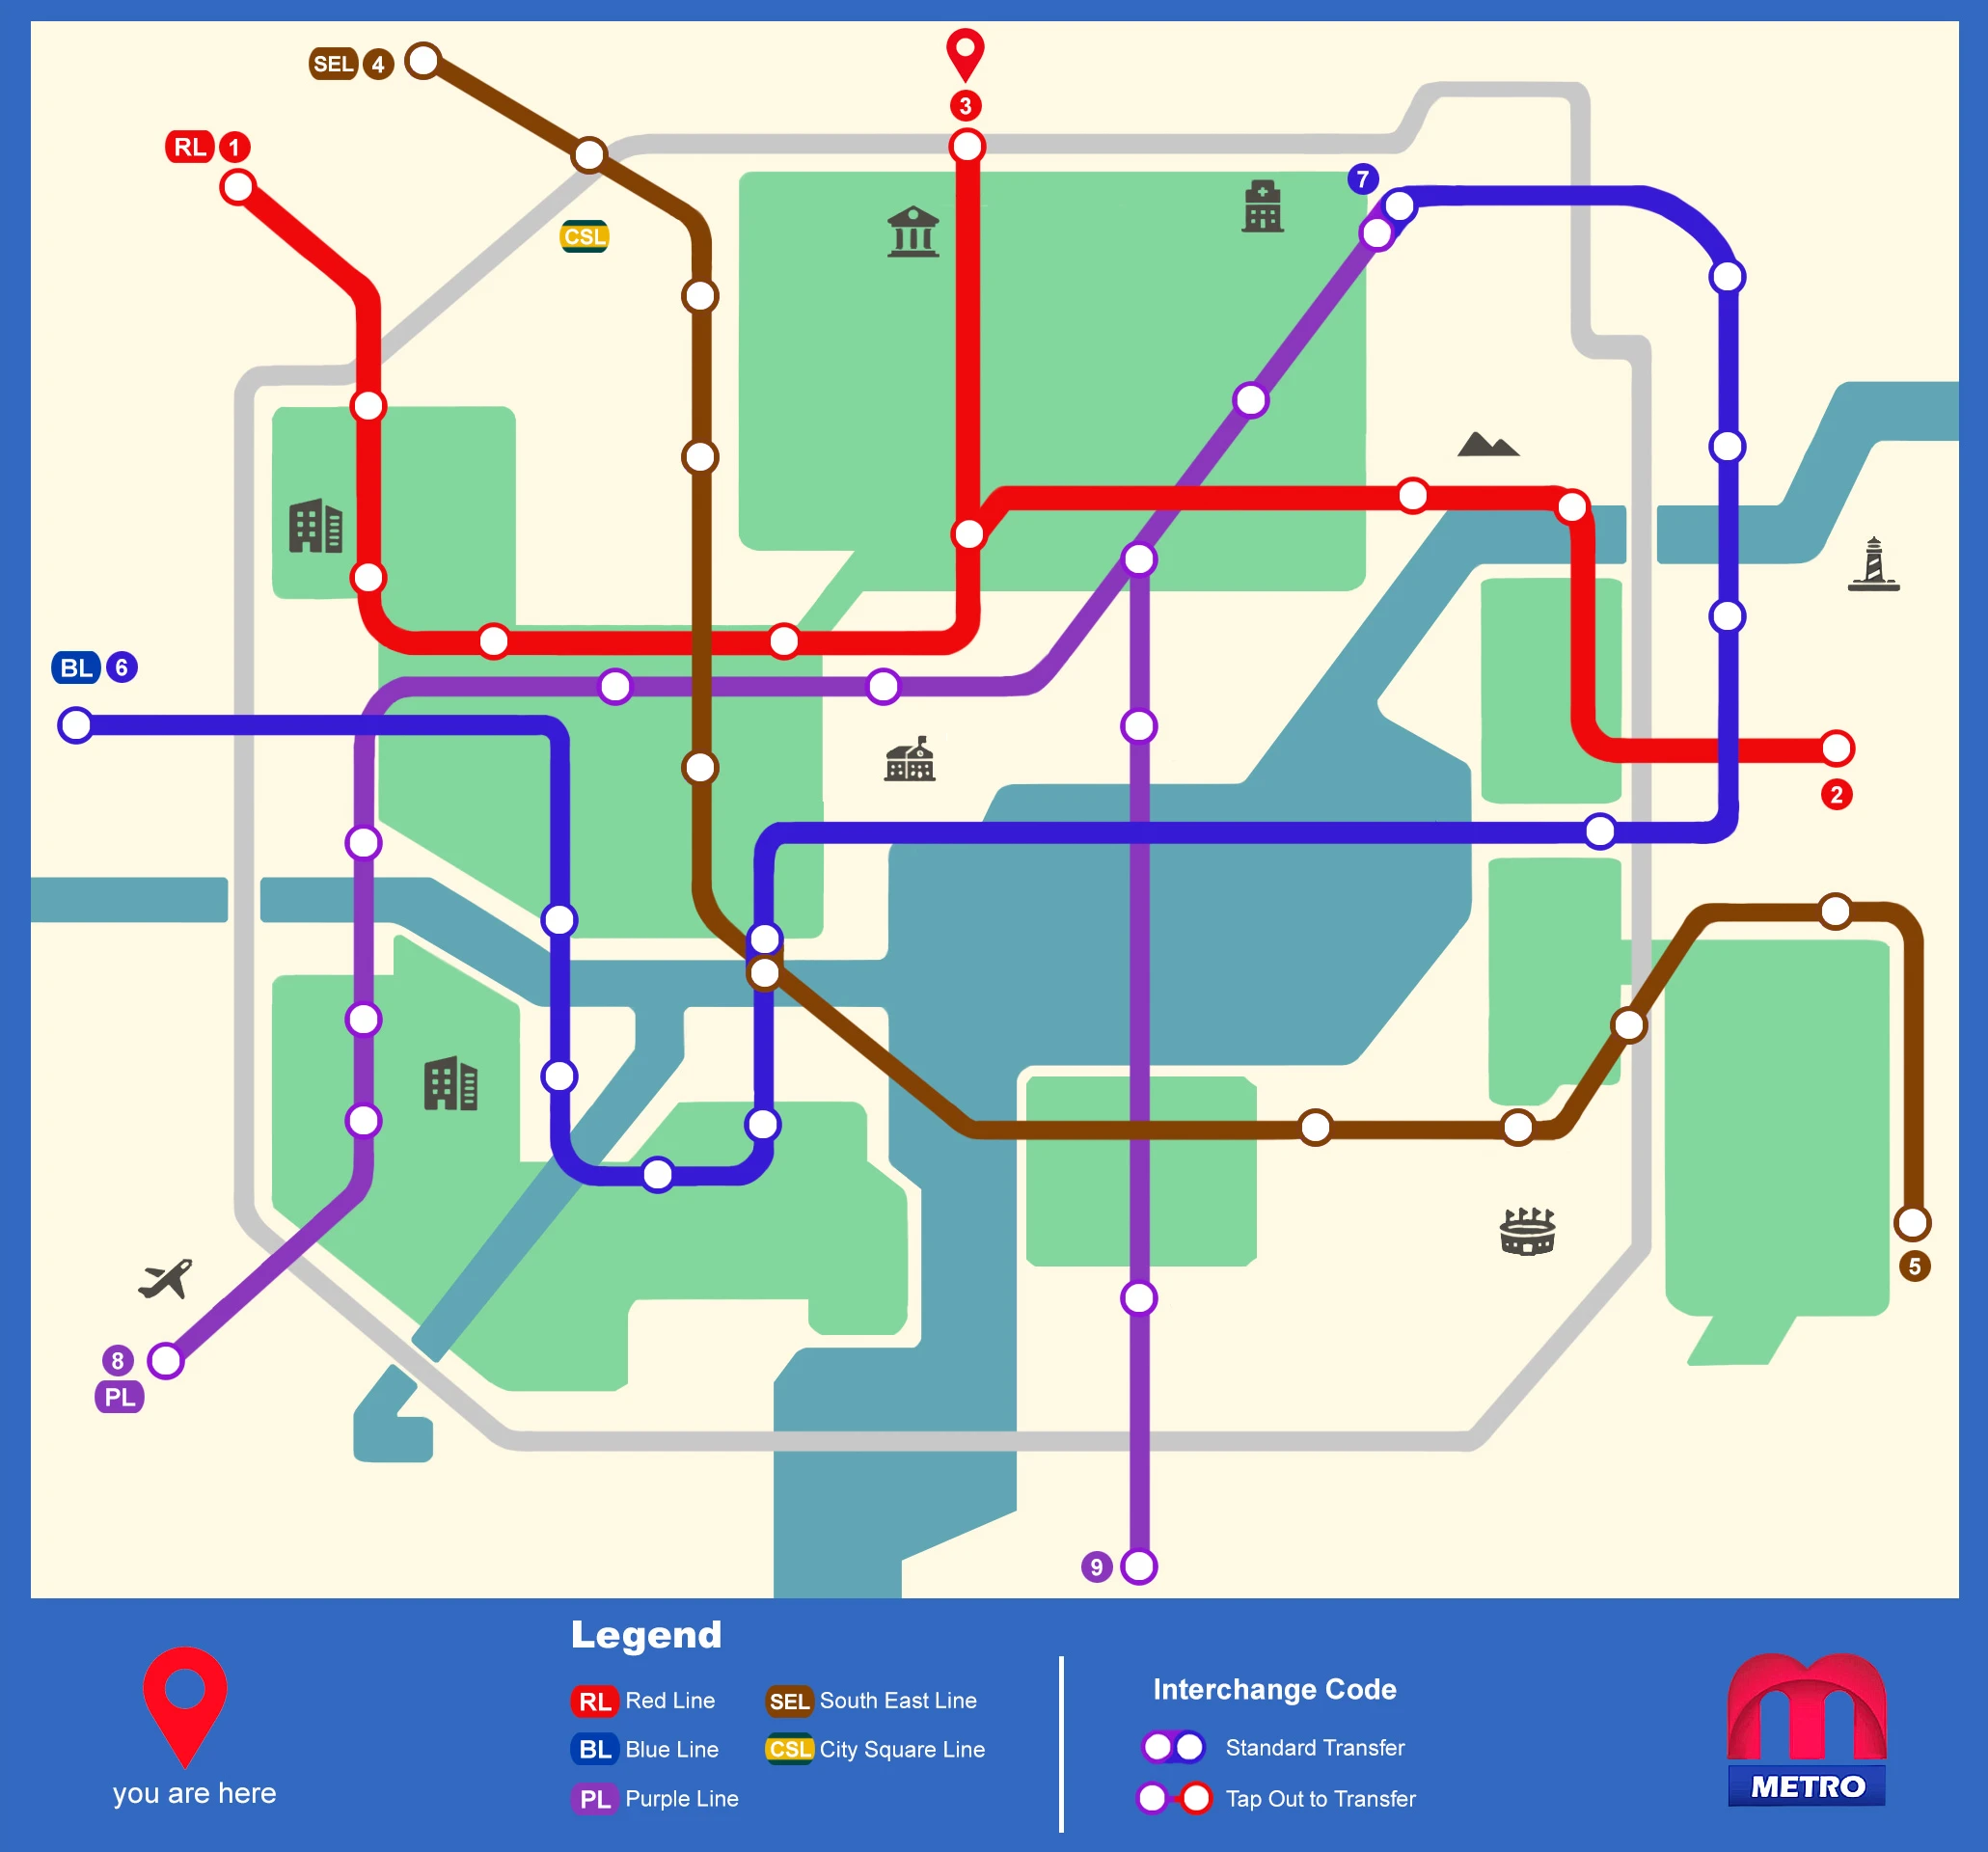 SEL 4
3
RL 1
7
CSL
BL 6
2
5
8
PL
9
Legend
RL Red Line
SEL South East Line
BL Blue Line
CSL City Square Line
PL Purple Line
Interchange Code
Standard Transfer
Tap Out to Transfer
you are here
METRO